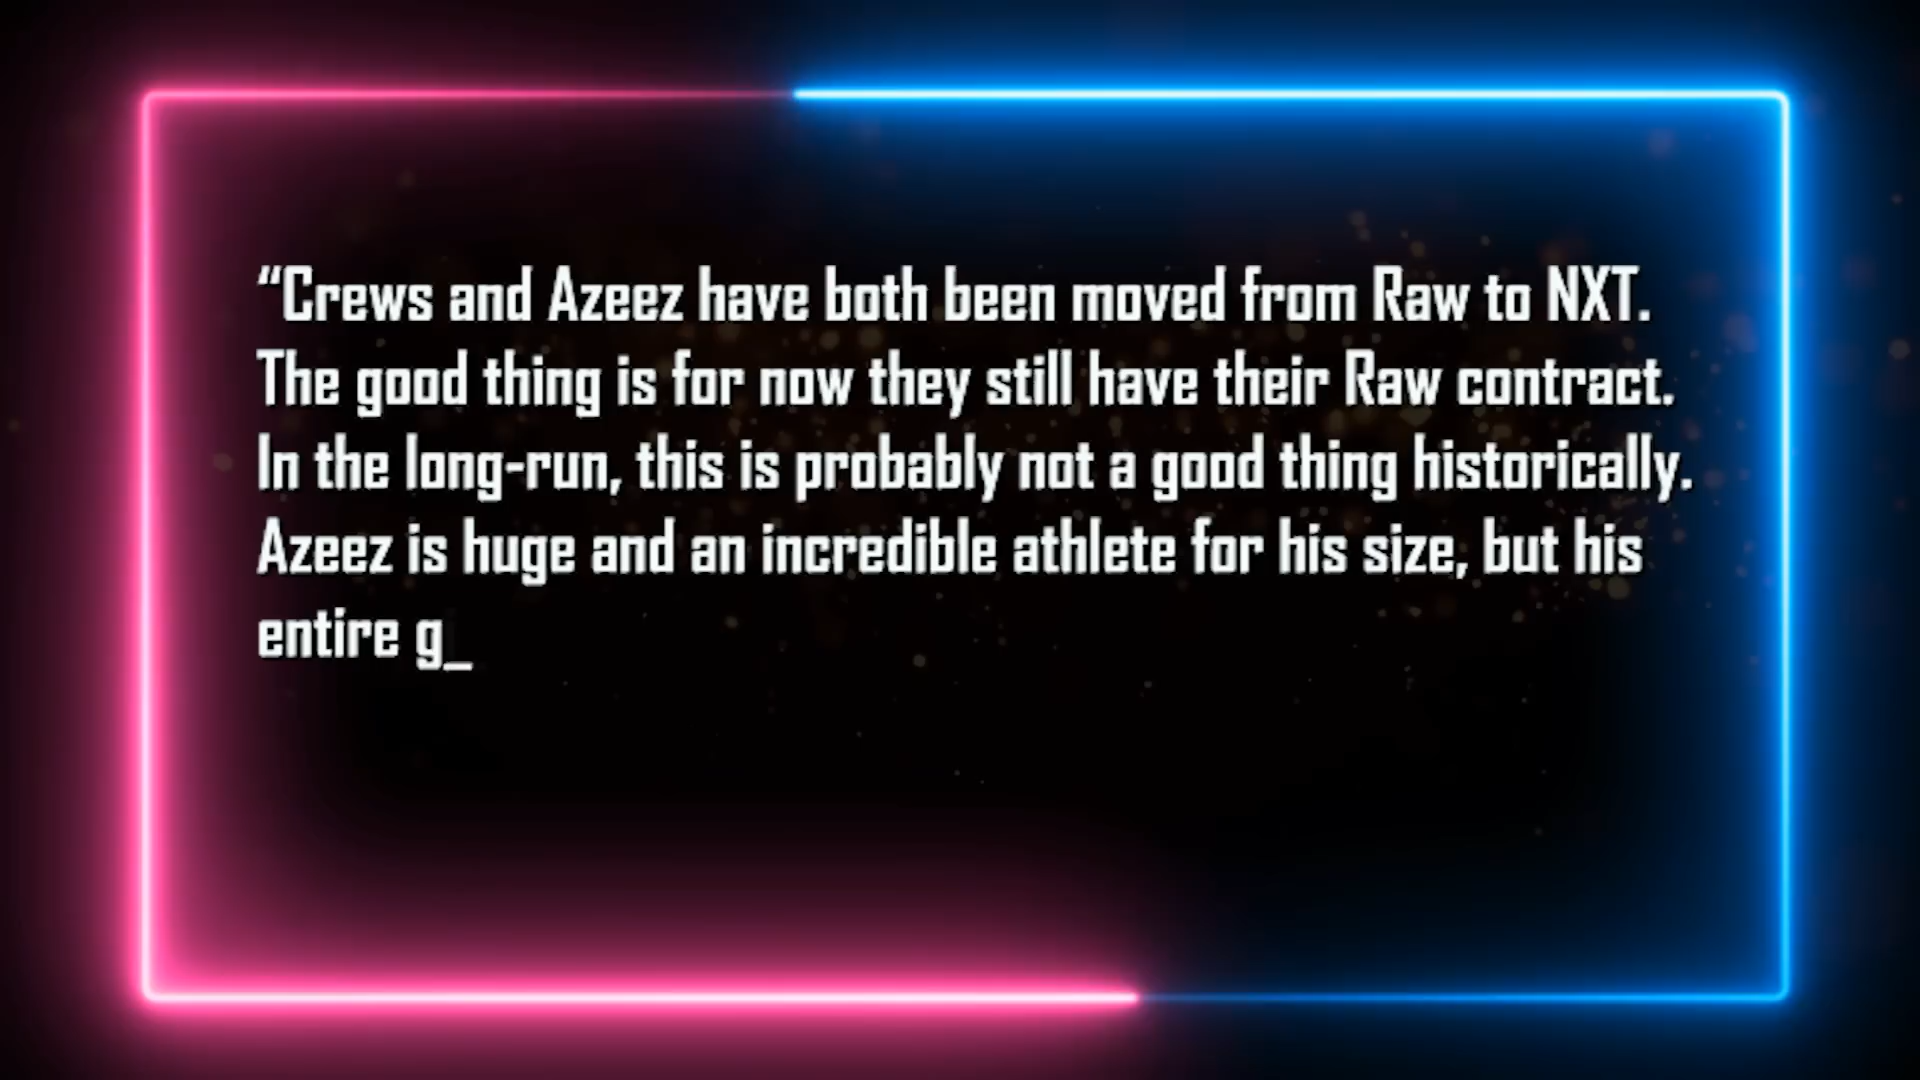 “Crews and Azeez have both been moved from Raw to NXT.
The good thing is for now they still have their Raw contract.
In the long-run, this is probably not a good thing historically.
Azeez is huge and an incredible athlete for his size, but his
entire g_